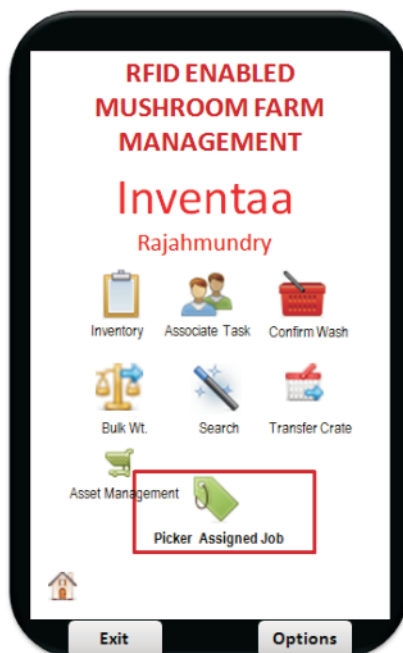 RFID ENABLED
MUSHROOM FARM
MANAGEMENT
Inventaa
Rajahmundry
Inventory Associate Task Confirm Wash
Bulk Wt. Search Transfer Crate
Asset Management
Picker Assigned Job
Exit Options